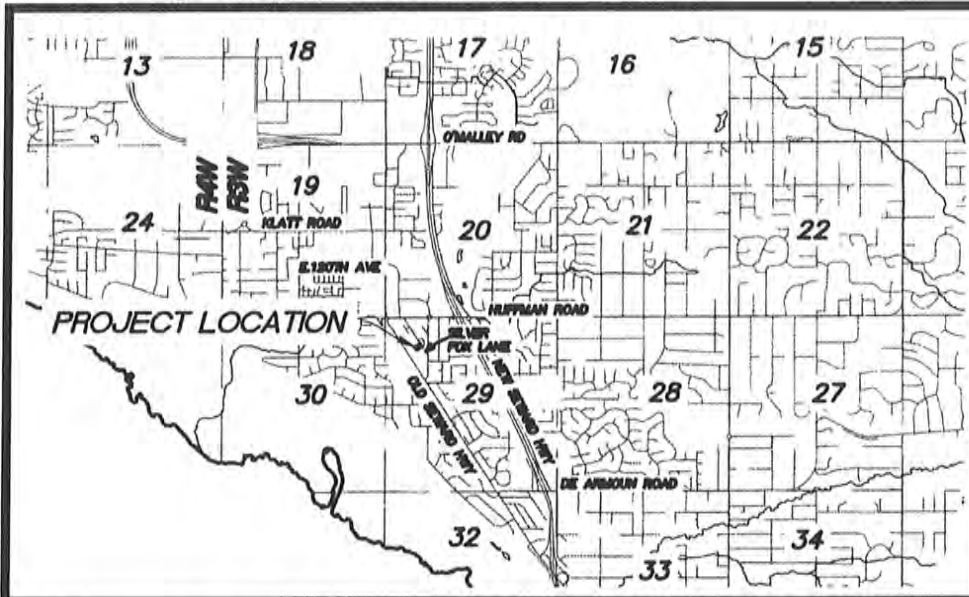 13 18 17 16 15
O'MALLEY RD
R4W R3W
24 19 20 21 22
KLATT ROAD
E.120TH AVE
HUFFMAN ROAD
PROJECT LOCATION
SILVER
FOX LANE
30 29 28 27
OLD SEWARD HWY
NEW SEWARD HWY
DE ARMOUN ROAD
32 33 34